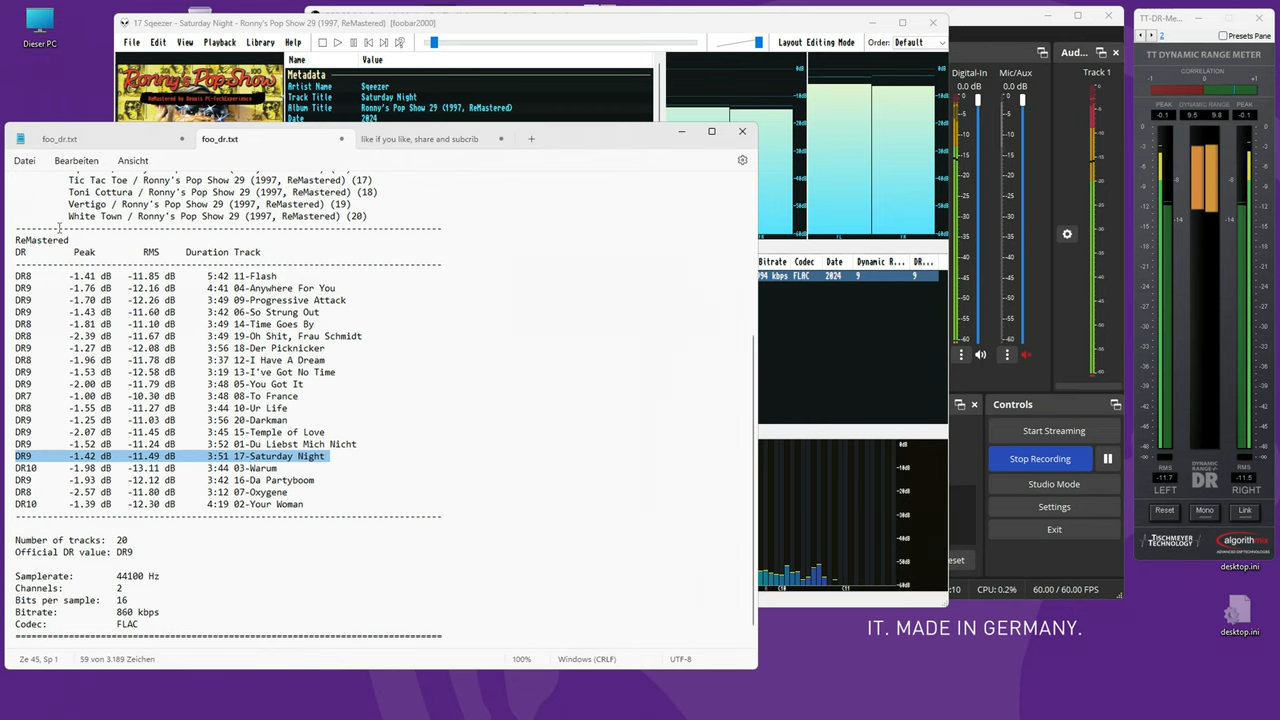 Dieser PC
17 Sqeezer - Saturday Night - Ronny's Pop Show 29 (1997, ReMastered) [foobar2000]
File Edit View Playback Library Help
Layout Editing Mode
Order: Default
Ronny's Pop Show
ReMastered by Dennis PC-techExperience
Name Value
Metadata
Artist Name Sqeezer
Track Title Saturday Night
Album Title Ronny's Pop Show 29 (1997, ReMastered)
Date 2024
foo_dr.txt
foo_dr.txt
like if you like, share and subcrib
Datei Bearbeiten Ansicht
Tic Tac Toe / Ronny's Pop Show 29 (1997, ReMastered) (17)
Toni Cottura / Ronny's Pop Show 29 (1997, ReMastered) (18)
Vertigo / Ronny's Pop Show 29 (1997, ReMastered) (19)
White Town / Ronny's Pop Show 29 (1997, ReMastered) (20)
ReMastered
DR Peak RMS Duration Track
DR8 -1.41 dB -11.85 dB 5:42 11-Flash
DR9 -1.76 dB -12.16 dB 4:41 04-Anywhere For You
DR9 -1.70 dB -12.26 dB 3:49 09-Progressive Attack
DR9 -1.43 dB -11.60 dB 3:42 06-So Strung Out
DR8 -1.81 dB -11.10 dB 3:49 14-Time Goes By
DR8 -2.39 dB -11.67 dB 3:49 19-Oh Shit, Frau Schmidt
DR9 -1.27 dB -12.08 dB 3:56 18-Der Picknicker
DR8 -1.96 dB -11.78 dB 3:37 12-I Have A Dream
DR9 -1.53 dB -12.58 dB 3:19 13-I've Got No Time
DR9 -2.00 dB -11.79 dB 3:48 05-You Got It
DR7 -1.00 dB -10.30 dB 3:48 08-To France
DR8 -1.55 dB -11.27 dB 3:44 10-Ur Life
DR9 -1.25 dB -11.03 dB 3:56 20-Darkman
DR9 -2.07 dB -11.45 dB 3:45 15-Temple of Love
DR9 -1.52 dB -11.24 dB 3:52 01-Du Liebst Mich Nicht
DR9 -1.42 dB -11.49 dB 3:51 17-Saturday Night
DR10 -1.98 dB -13.11 dB 3:44 03-Warum
DR9 -1.93 dB -12.12 dB 3:42 16-Da Partyboom
DR8 -2.57 dB -11.80 dB 3:12 07-Oxygene
DR10 -1.39 dB -12.30 dB 4:19 02-Your Woman
Number of tracks: 20
Official DR value: DR9
Samplerate: 44100 Hz
Channels: 2
Bits per sample: 16
Bitrate: 860 kbps
Codec: FLAC
Ze 45, Sp 1 59 von 3.189 Zeichen 100% Windows (CRLF) UTF-8
Bitrate Codec Date Dynamic R... DR...
994 kbps FLAC 2024 9 9
Digital-In Mic/Aux
0.0 dB 0.0 dB
Aud...
Track 1
Controls
Start Streaming
Stop Recording
Studio Mode
Settings
Exit
CPU: 0.2% 60.00 / 60.00 FPS
IT. MADE IN GERMANY.
TT-DR-Me...
2 Presets Pane
TT DYNAMIC RANGE METER
CORRELATION
-1 0 +1
PEAK DYNAMIC RANGE PEAK
-0.1 9.5 9.8 -0.1
RMS RMS
-11.7 -11.5
LEFT DYNAMIC RANGE DR RIGHT
Reset Mono Link
TISCHMEYER TECHNOLOGY
algorithmix
ADVANCED DSP TECHNOLOGIES
desktop.ini
desktop.ini